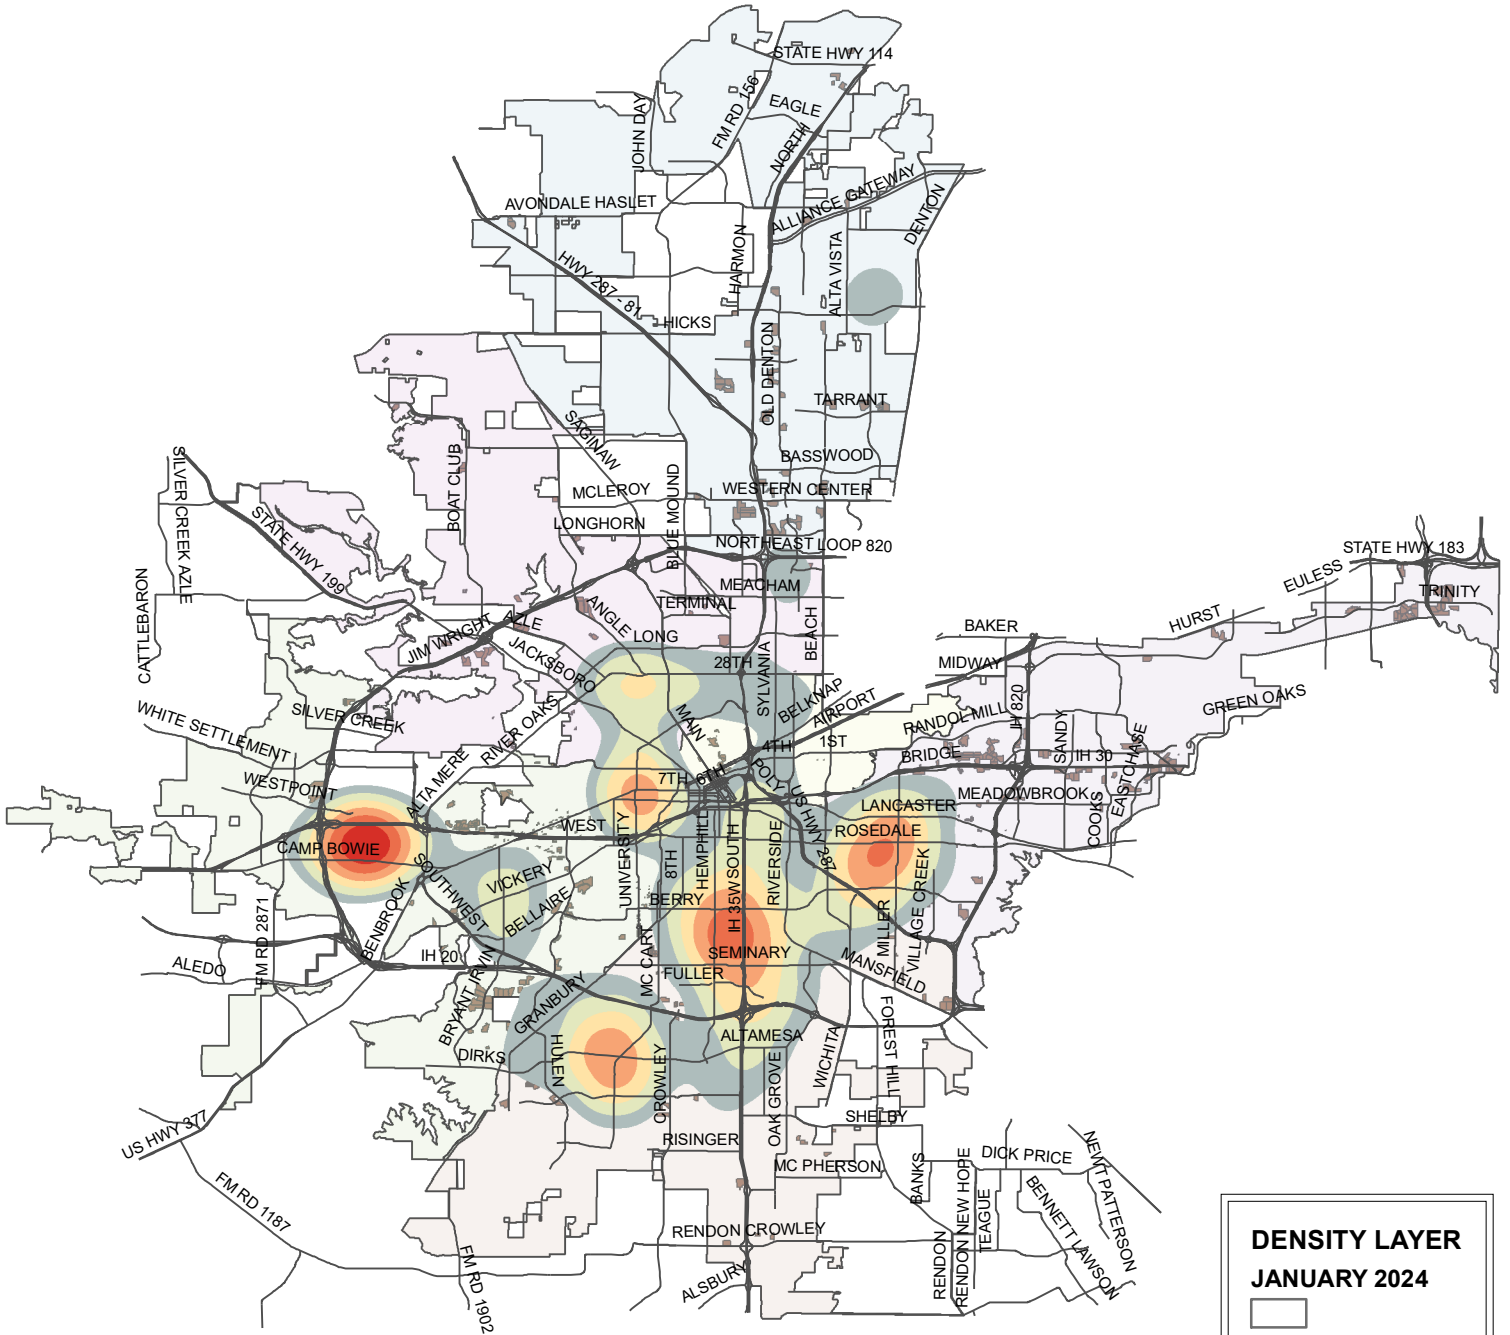 STATE HWY 114
FM RD 156
EAGLE
JOHN DAY
NORTH
ALLIANCE GATEWAY
AVONDALE HASLET
DENTON
HARMON
ALTA VISTA
HWY 287 - 81
HICKS
OLD DENTON
TARRANT
SAGINAW
BOAT CLUB
BASSWOOD
MCLEROY
BLUE MOUND
WESTERN CENTER
SILVER CREEK AZLE
STATE HWY 199
LONGHORN
NORTHEAST LOOP 820
STATE HWY 183
EULESS
TRINITY
MEACHAM
CATTLEBARON
TERMINAL
ANGLE
AZLE
JIM WRIGHT
LONG
BEACH
HURST
BAKER
JACKSBORO
28TH
MIDWAY
SYLVANIA
BELKNAP
AIRPORT
RANDOL MILL
IH 820
GREEN OAKS
WHITE SETTLEMENT
SILVER CREEK
RIVER OAKS
MAIN
4TH
1ST
BRIDGE
SANDY
IH 30
EASTCHASE
WESTPOINT
ALTA MERE
7TH
6TH
POLY
US HWY 287
LANCASTER
MEADOWBROOK
COOKS
WEST
UNIVERSITY
ROSEDALE
CAMP BOWIE
SOUTHWEST
VICKERY
8TH
HEMPHILL
IH 35W SOUTH
RIVERSIDE
BELLAIRE
BERRY
MILLER
VILLAGE CREEK
FM RD 2871
BENBROOK
IH 20
MC CART
SEMINARY
MANSFIELD
ALEDO
BRYANT IRVIN
GRANBURY
FULLER
DIRKS
HULEN
CROWLEY
ALTAMESA
OAK GROVE
WICHITA
FOREST HILL
US HWY 377
SHELBY
RISINGER
MC PHERSON
BANKS
RENDON NEW HOPE
DICK PRICE
NEWT PATTERSON
TEAGUE
BENNETT LAWSON
FM RD 1187
RENDON CROWLEY
RENDON
FM RD 1902
ALSBURY
DENSITY LAYER
JANUARY 2024